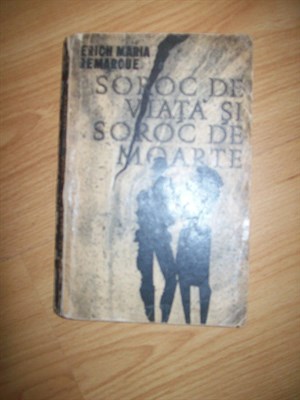 ERICH MARIA
REMARQUE
SOROC DE
VIAȚĂ ȘI
SOROC DE
MOARTE